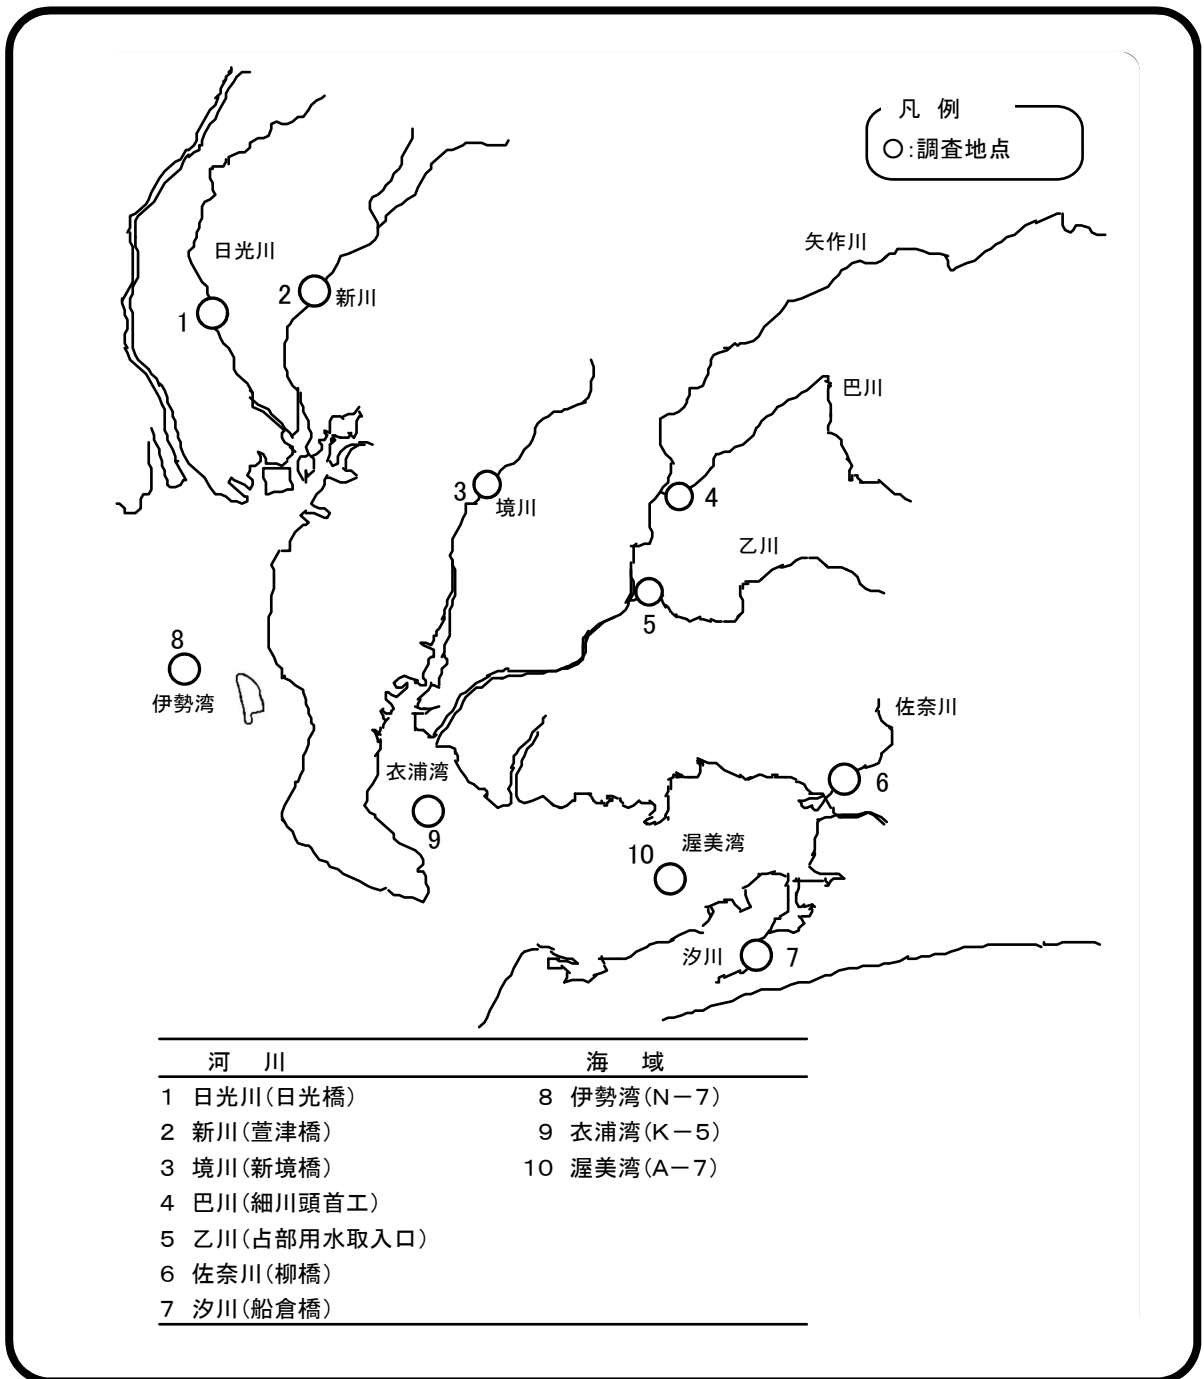 凡 例
○:調査地点
日光川
矢作川
2
新川
1
巴川
3
境川
4
乙川
5
8
伊勢湾
佐奈川
衣浦湾
6
9
渥美湾
10
汐川
7
河 川 海 域
1 日光川(日光橋) 8 伊勢湾(N-7)
2 新川(萱津橋) 9 衣浦湾(K-5)
3 境川(新境橋) 10 渥美湾(A-7)
4 巴川(細川頭首工)
5 乙川(占部用水取入口)
6 佐奈川(柳橋)
7 汐川(船倉橋)